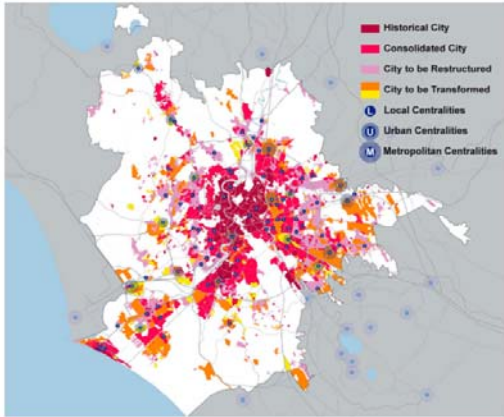 Historical City
Consolidated City
City to be Restructured
City to be Transformed
L Local Centralities
U Urban Centralities
M Metropolitan Centralities